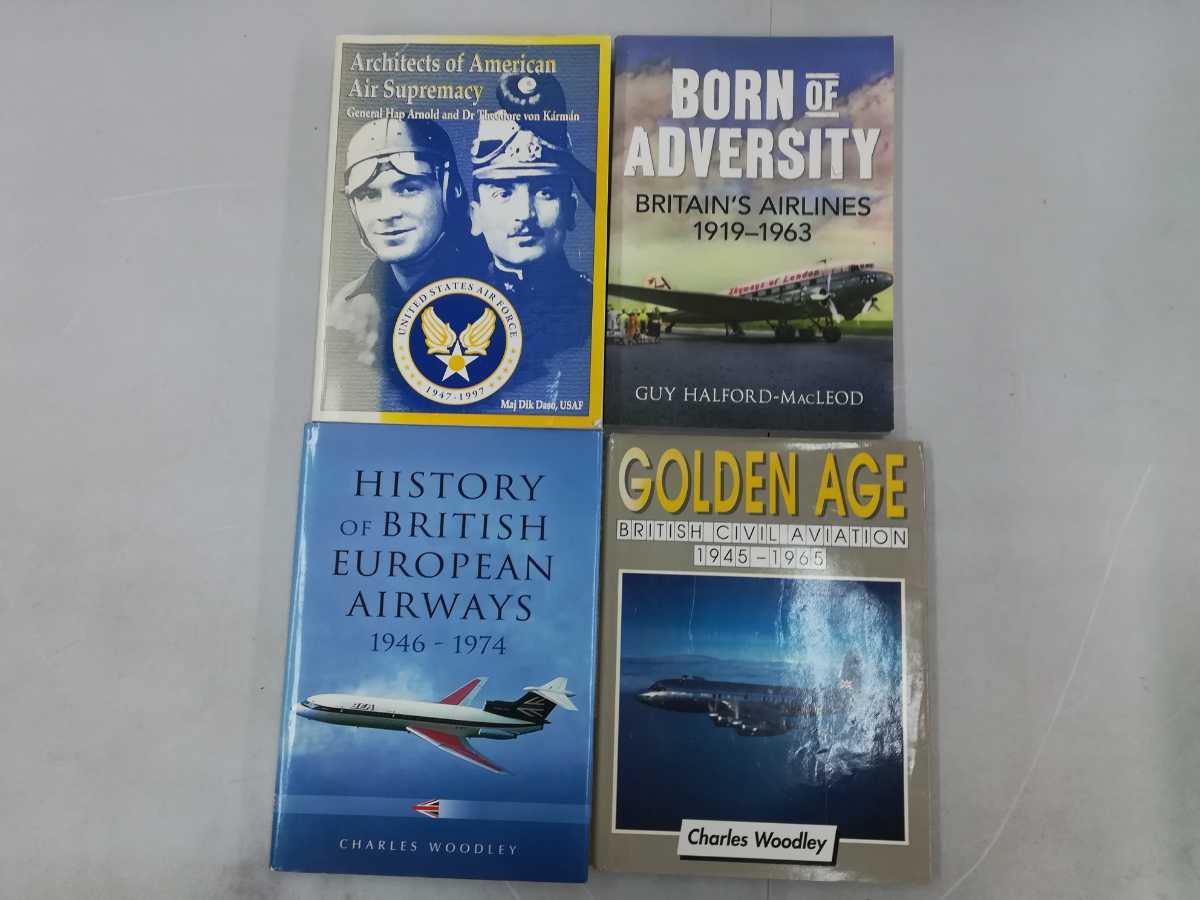 Architects of American
Air Supremacy
General Hap Arnold and Dr Theodore von Kármán
UNITED STATES AIR FORCE
1947-1997
Maj Dik Daso, USAF
BORN OF
ADVERSITY
BRITAIN'S AIRLINES
1919–1963
Skyways of London
GUY HALFORD-MACLEOD
HISTORY
OF BRITISH
EUROPEAN
AIRWAYS
1946 - 1974
BEA
CHARLES WOODLEY
GOLDEN AGE
BRITISH CIVIL AVIATION
1945–1965
Charles Woodley